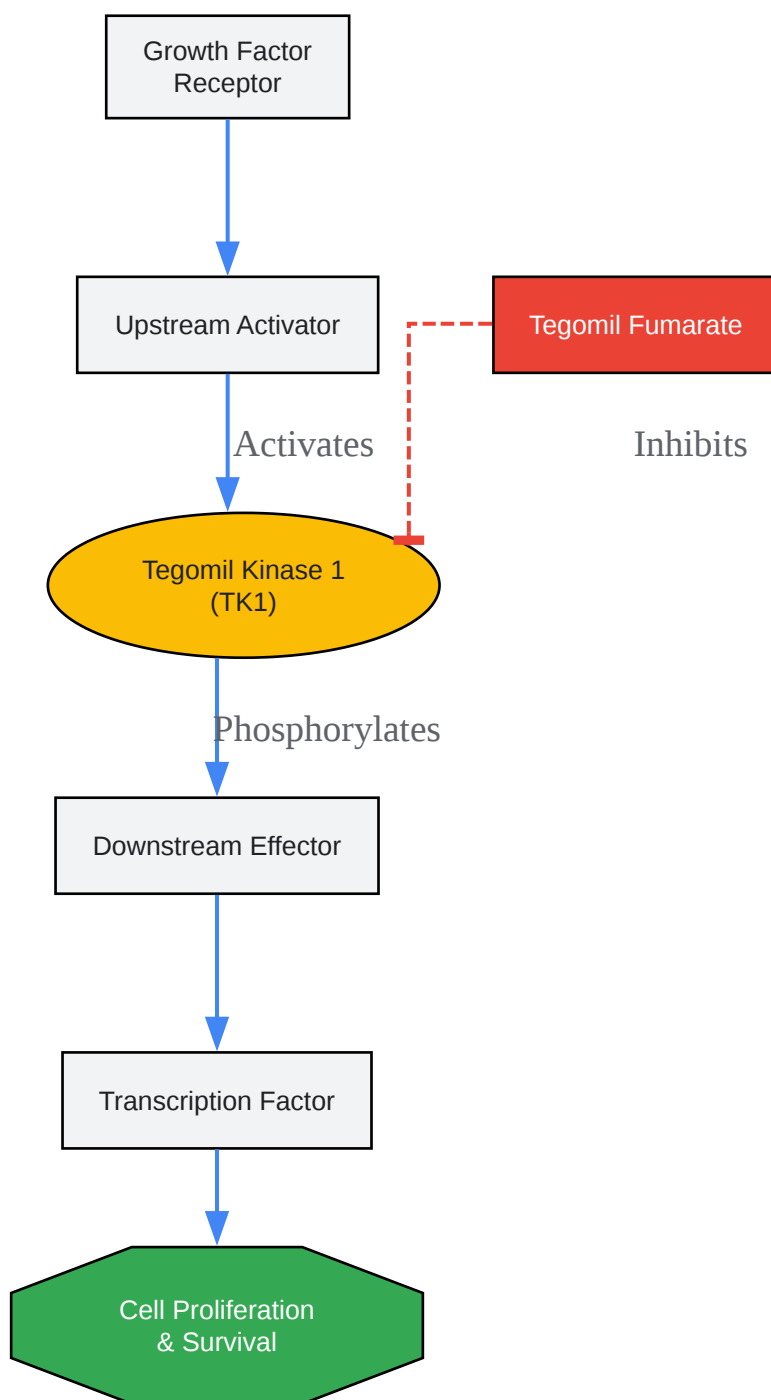 Growth Factor
Receptor
Upstream Activator
Tegomil Fumarate
Activates
Inhibits
Tegomil Kinase 1
(TK1)
Phosphorylates
Downstream Effector
Transcription Factor
Cell Proliferation
& Survival